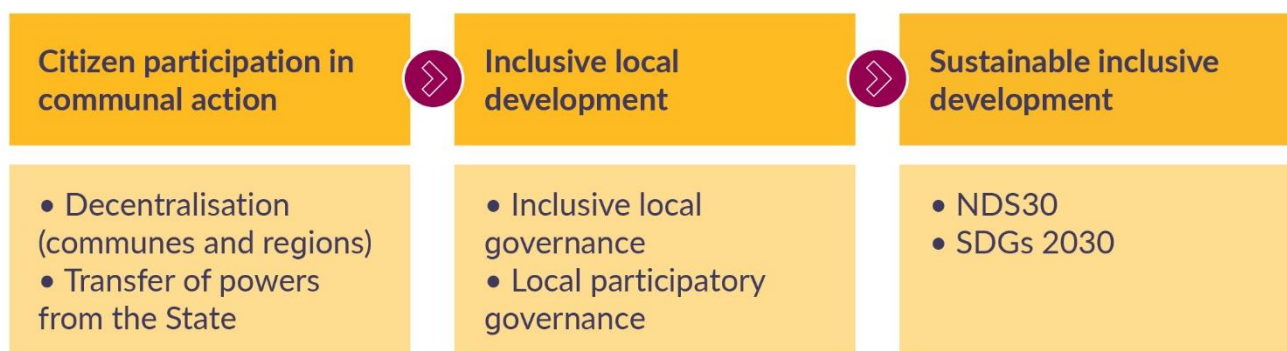 Citizen participation in
communal action
Inclusive local
development
Sustainable inclusive
development
• Decentralisation
(communes and regions)
• Transfer of powers
from the State
• Inclusive local
governance
• Local participatory
governance
• NDS30
• SDGs 2030